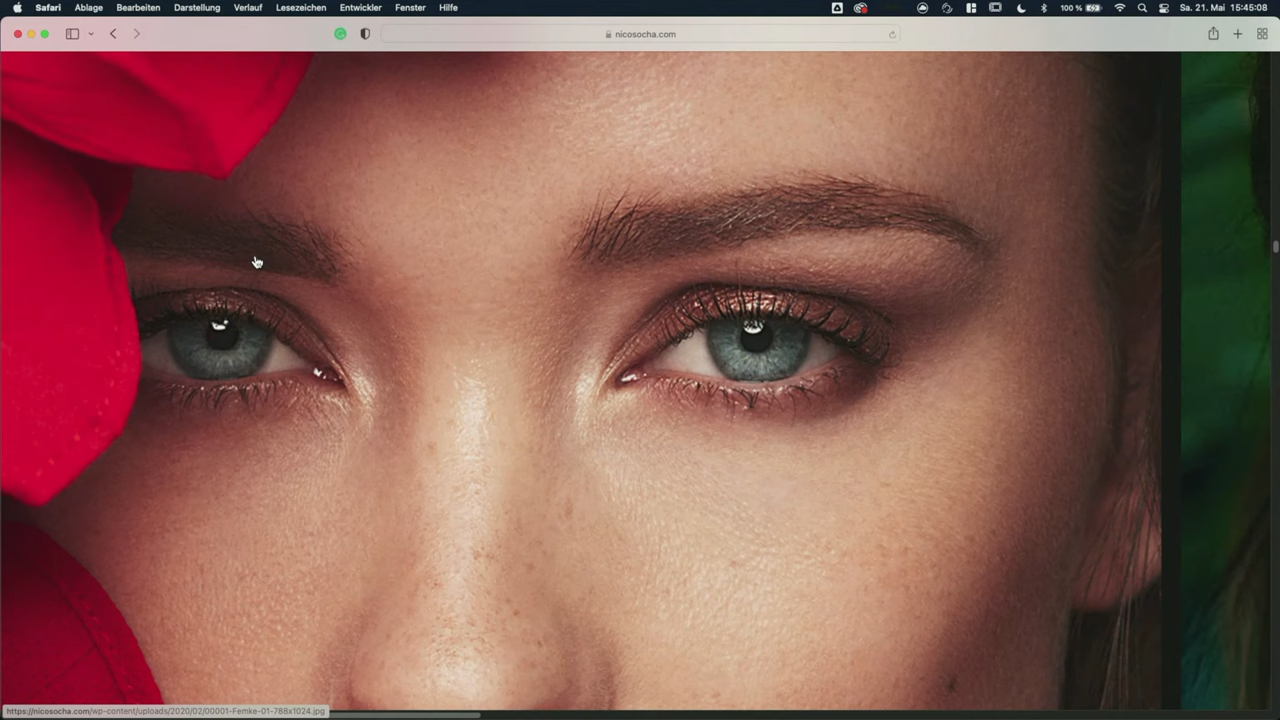 Safari Ablage Bearbeiten Darstellung Verlauf Lesezeichen Entwickler Fenster Hilfe 100 % Sa. 21. Mai 15:45:08
nicosocha.com
https://nicosocha.com/wp-content/uploads/2020/02/00001-Femke-01-788x1024.jpg